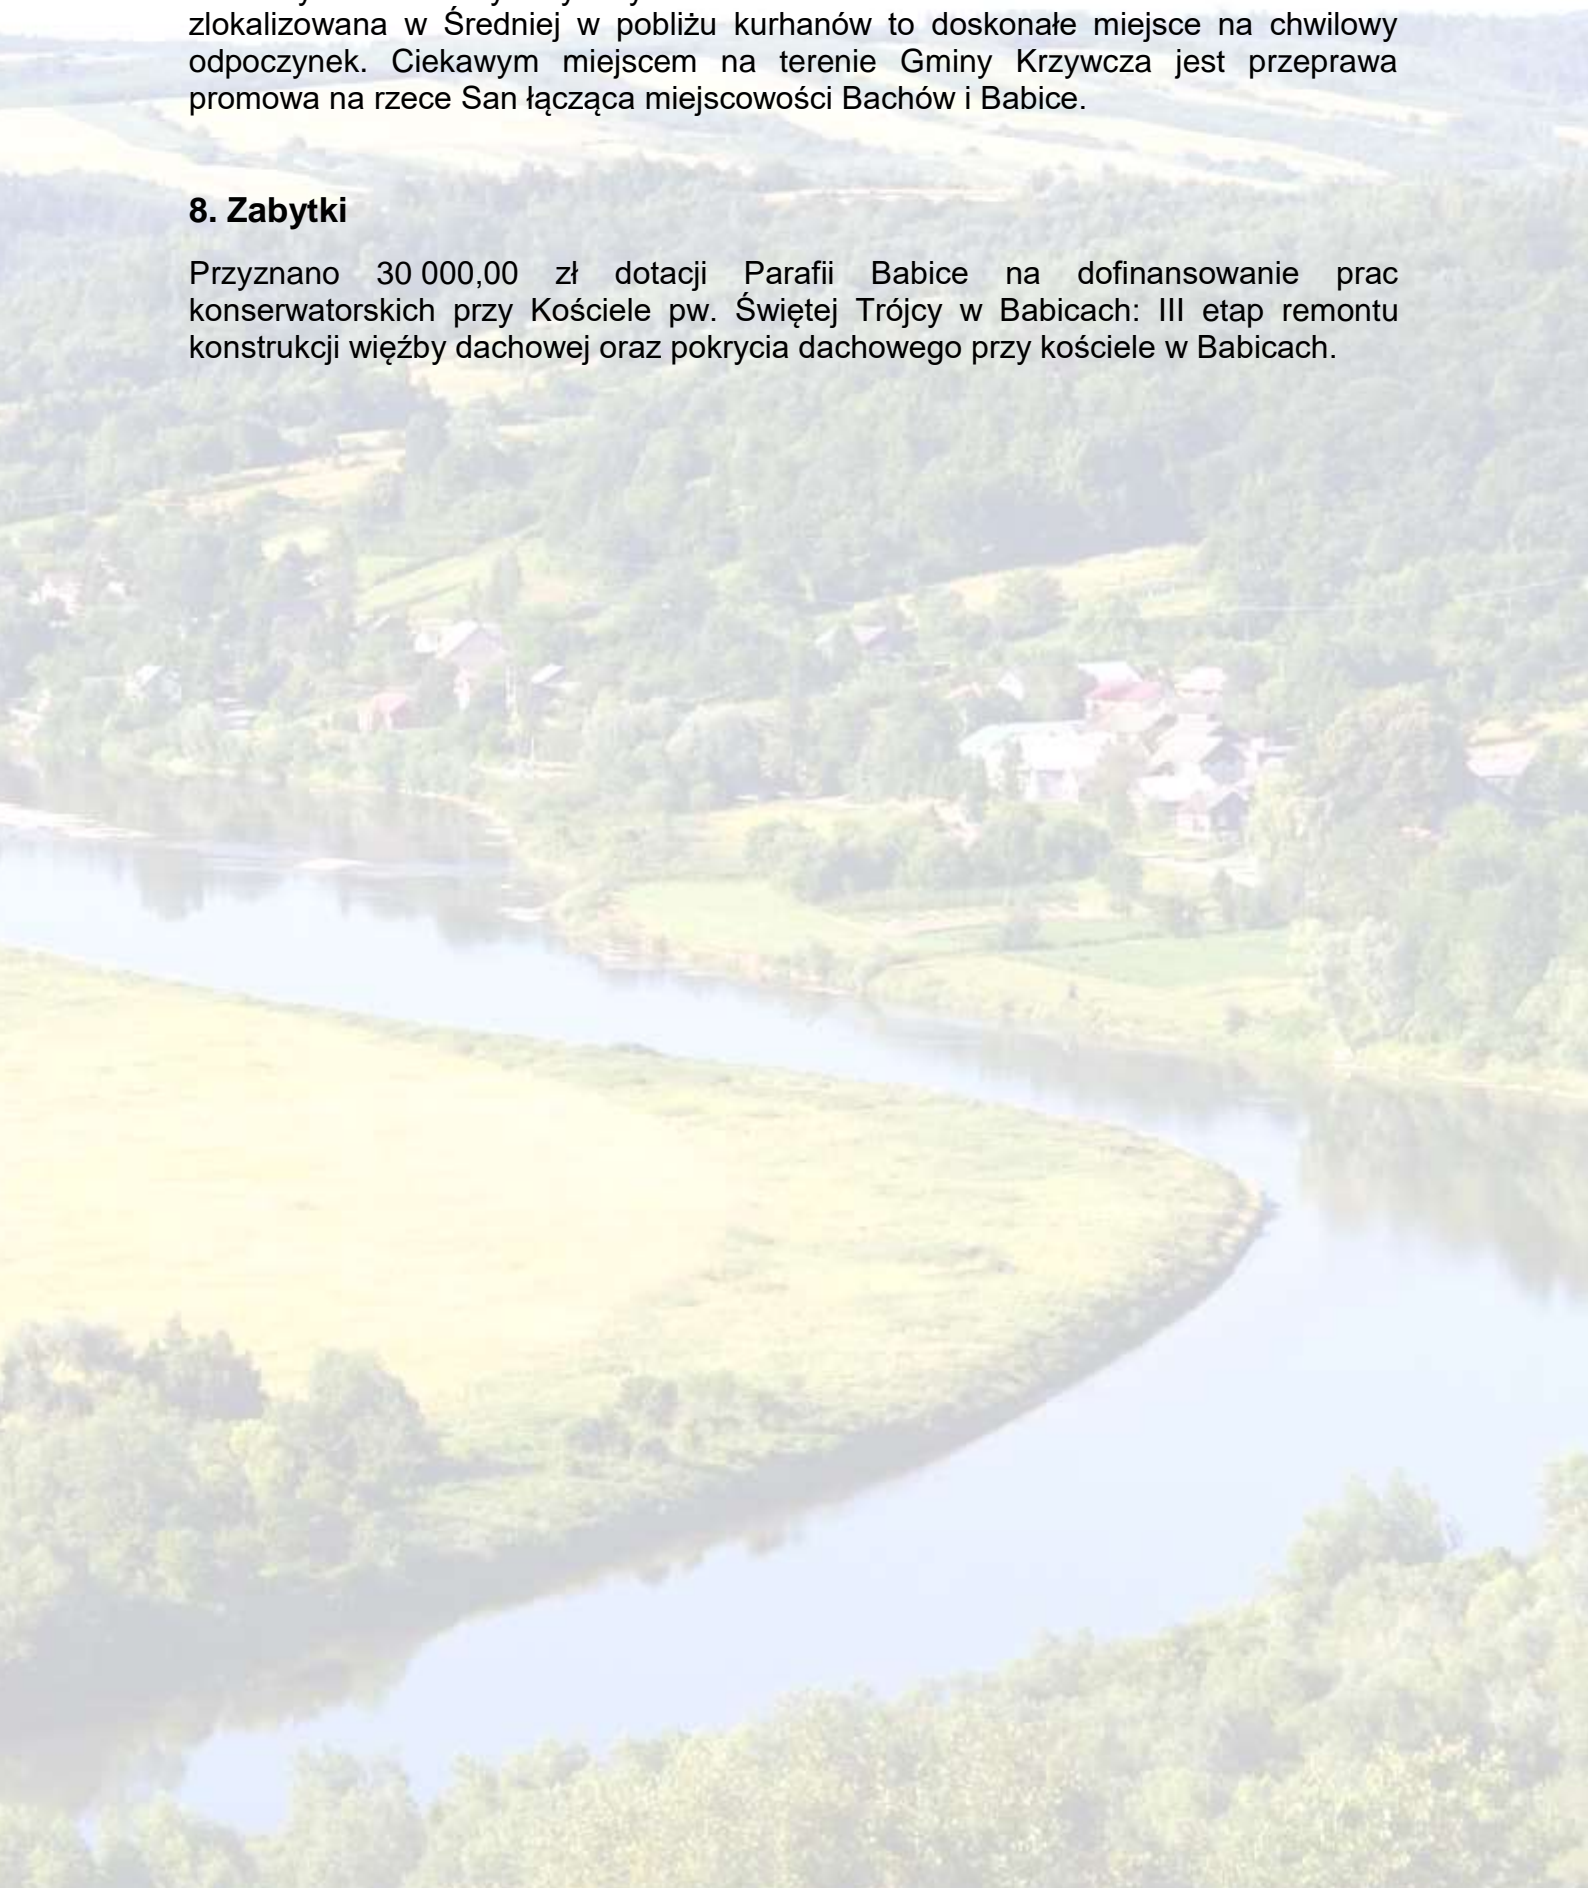 zlokalizowana w Średniej w pobliżu kurhanów to doskonałe miejsce na chwilowy
odpoczynek. Ciekawym miejscem na terenie Gminy Krzywcza jest przeprawa
promowa na rzece San łącząca miejscowości Bachów i Babice.
8. Zabytki
Przyznano 30 000,00 zł dotacji Parafii Babice na dofinansowanie prac
konserwatorskich przy Kościele pw. Świętej Trójcy w Babicach: III etap remontu
konstrukcji więźby dachowej oraz pokrycia dachowego przy kościele w Babicach.